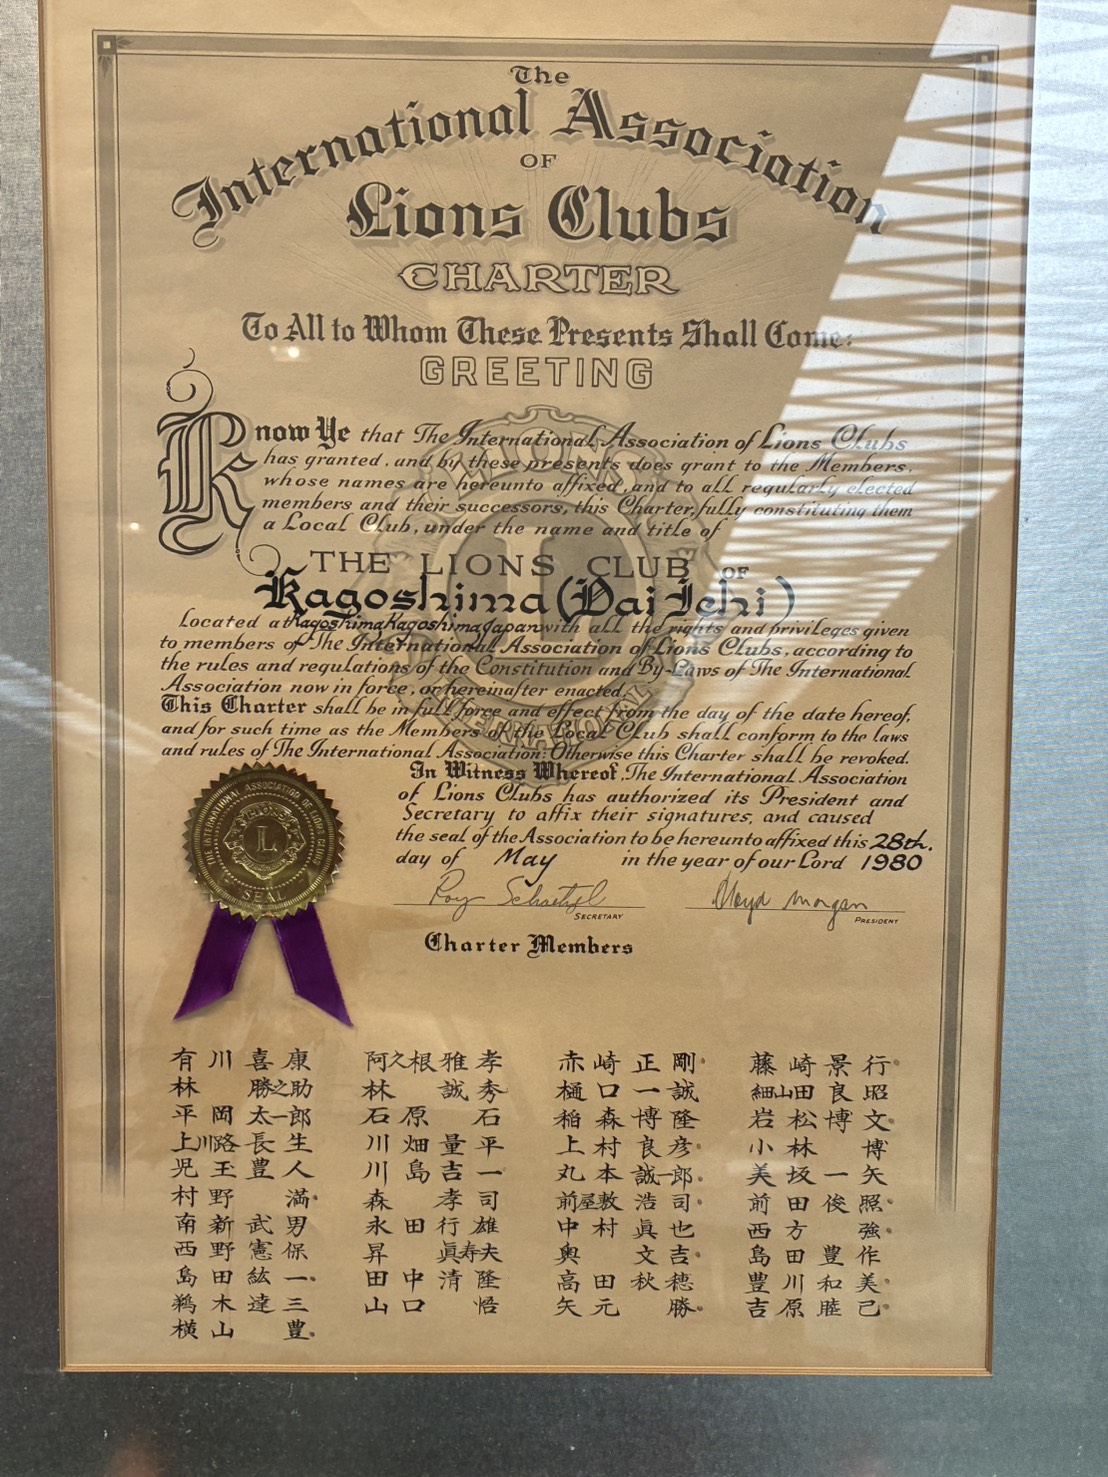 The
International Association
OF
Lions Clubs
CHARTER
To All to Whom These Presents Shall Come:
GREETING
Know Ye that The International Association of Lions Clubs
has granted, and by these presents does grant to the Members,
whose names are hereunto affixed, and to all regularly elected
members and their successors, this Charter, fully constituting them
a Local Club, under the name and title of
THE LIONS CLUB OF
Kagoshima (Dai Ichi)
Located at Kagoshima Kagoshima Japan with all the rights and privileges given
to members of The International Association of Lions Clubs, according to
the rules and regulations of the Constitution and By-Laws of The International
Association now in force, or hereinafter enacted.
This Charter shall be in full force and effect from the day of the date hereof,
and for such time as the Members of the Local Club shall conform to the laws
and rules of The International Association: Otherwise this Charter shall be revoked.
In Witness Whereof, The International Association
of Lions Clubs has authorized its President and
Secretary to affix their signatures, and caused
the seal of the Association to be hereunto affixed this 28th.
day of May in the year of our Lord 1980
Roy Schaetzel
SECRETARY
Lloyd Morgan
PRESIDENT
THE INTERNATIONAL ASSOCIATION OF LIONS CLUBS
LIONS
L
SEAL
LIONS
INTERNATIONAL
Charter Members
有川喜康 阿久根雅孝 赤崎正剛 藤崎景行
林勝之助 林誠秀 樋口一誠 細山田良昭
平岡太一郎 石原石 稲森博隆 岩松博文
上川路長生 川畑量平 上村良彦 小林博
児玉豊人 川島吉一 丸本誠一郎 美坂一矢
村野満 森孝司 前屋敷浩司 前田俊照
南新武男 永田行雄 中村眞也 西方強
西野憲保 昇眞寿夫 奥文吉 島田豊作
島田紘一 田中清隆 高田秋穂 豊川和美
鵜木達三 山口悟 矢元勝 吉原睦己
横山豊